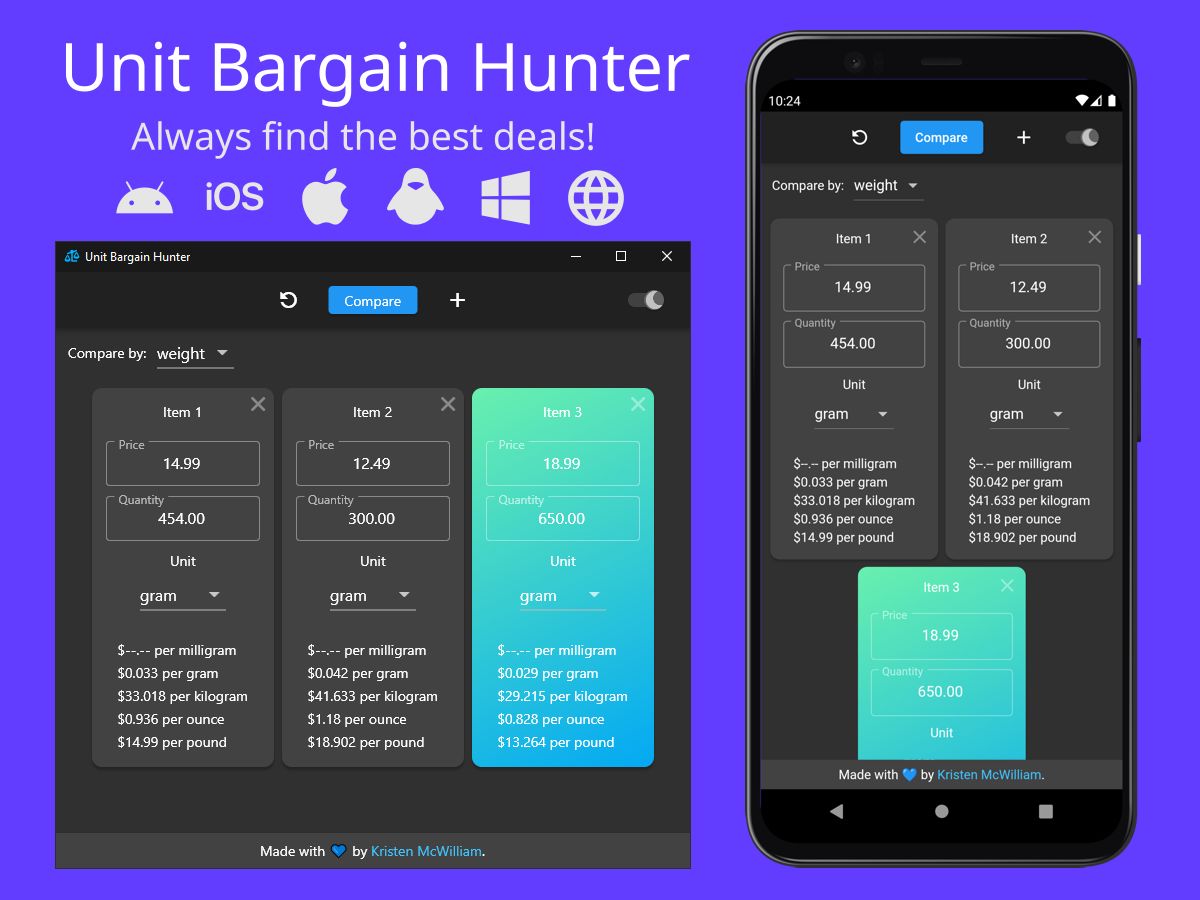 Unit Bargain Hunter
Always find the best deals!
iOS
Unit Bargain Hunter
Compare
Compare by: weight
Item 1
Price
14.99
Quantity
454.00
Unit
gram
$--.-- per milligram
$0.033 per gram
$33.018 per kilogram
$0.936 per ounce
$14.99 per pound
Item 2
Price
12.49
Quantity
300.00
Unit
gram
$--.-- per milligram
$0.042 per gram
$41.633 per kilogram
$1.18 per ounce
$18.902 per pound
Item 3
Price
18.99
Quantity
650.00
Unit
gram
$--.-- per milligram
$0.029 per gram
$29.215 per kilogram
$0.828 per ounce
$13.264 per pound
Made with 💙 by Kristen McWilliam.
10:24
Compare
Compare by: weight
Item 1
Price
14.99
Quantity
454.00
Unit
gram
$--.-- per milligram
$0.033 per gram
$33.018 per kilogram
$0.936 per ounce
$14.99 per pound
Item 2
Price
12.49
Quantity
300.00
Unit
gram
$--.-- per milligram
$0.042 per gram
$41.633 per kilogram
$1.18 per ounce
$18.902 per pound
Item 3
Price
18.99
Quantity
650.00
Unit
Made with 💙 by Kristen McWilliam.